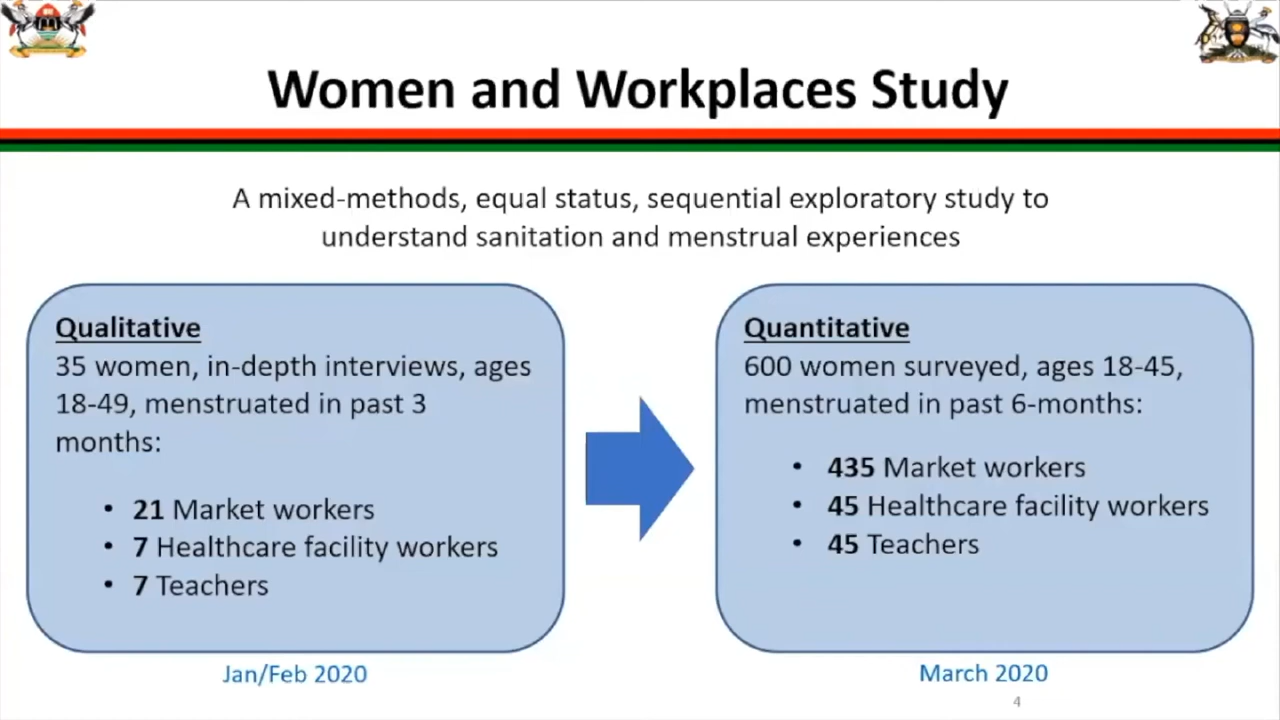 Women and Workplaces Study
A mixed-methods, equal status, sequential exploratory study to
understand sanitation and menstrual experiences
Qualitative
35 women, in-depth interviews, ages
18-49, menstruated in past 3
months:
• 21 Market workers
• 7 Healthcare facility workers
• 7 Teachers
Jan/Feb 2020
Quantitative
600 women surveyed, ages 18-45,
menstruated in past 6-months:
• 435 Market workers
• 45 Healthcare facility workers
• 45 Teachers
March 2020
4